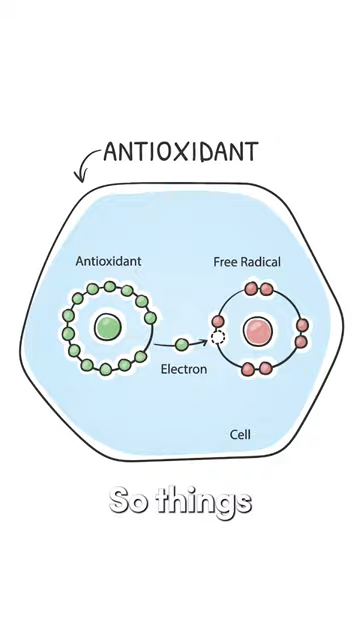 ANTIOXIDANT
Antioxidant
Free Radical
Electron
Cell
So things